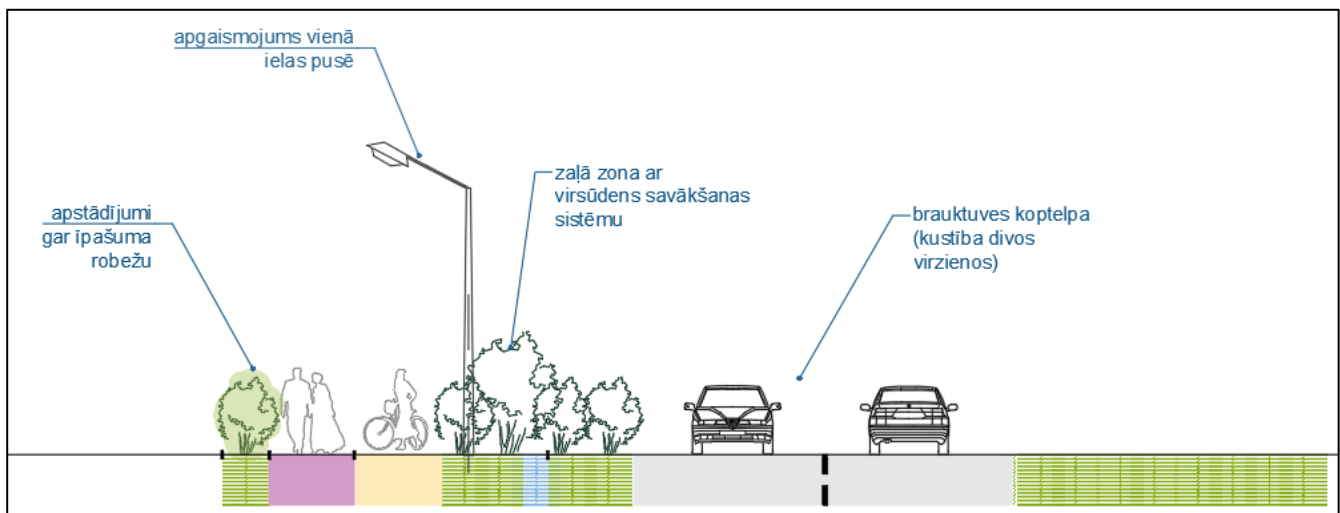 apgaismojums vienā
ielas pusē
zaļā zona ar
virsūdens savākšanas
sistēmu
apstādījumi
gar īpašuma
robežu
brauktuves koptelpa
(kustība divos
virzienos)